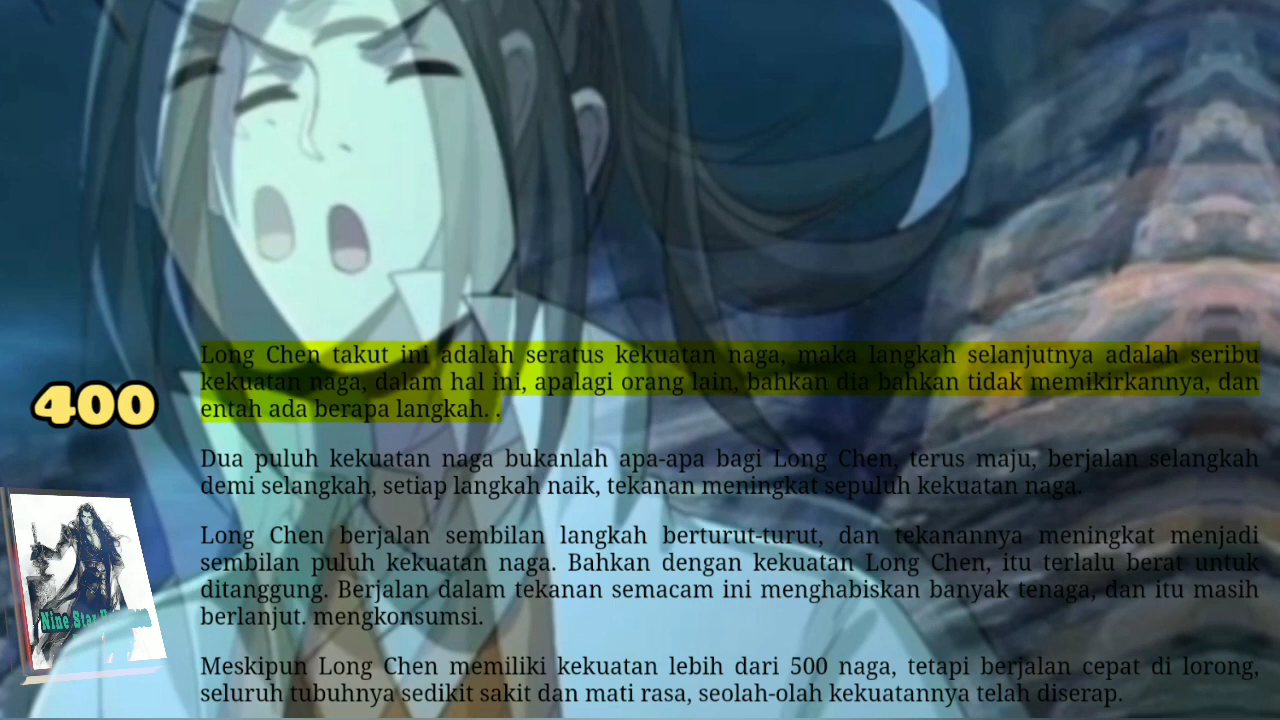 Long Chen takut ini adalah seratus kekuatan naga, maka langkah selanjutnya adalah seribu
kekuatan naga, dalam hal ini, apalagi orang lain, bahkan dia bahkan tidak memikirkannya, dan
entah ada berapa langkah. .
400
Dua puluh kekuatan naga bukanlah apa-apa bagi Long Chen, terus maju, berjalan selangkah
demi selangkah, setiap langkah naik, tekanan meningkat sepuluh kekuatan naga.
Long Chen berjalan sembilan langkah berturut-turut, dan tekanannya meningkat menjadi
sembilan puluh kekuatan naga. Bahkan dengan kekuatan Long Chen, itu terlalu berat untuk
ditanggung. Berjalan dalam tekanan semacam ini menghabiskan banyak tenaga, dan itu masih
berlanjut. mengkonsumsi.
Meskipun Long Chen memiliki kekuatan lebih dari 500 naga, tetapi berjalan cepat di lorong,
seluruh tubuhnya sedikit sakit dan mati rasa, seolah-olah kekuatannya telah diserap.
Nine Star